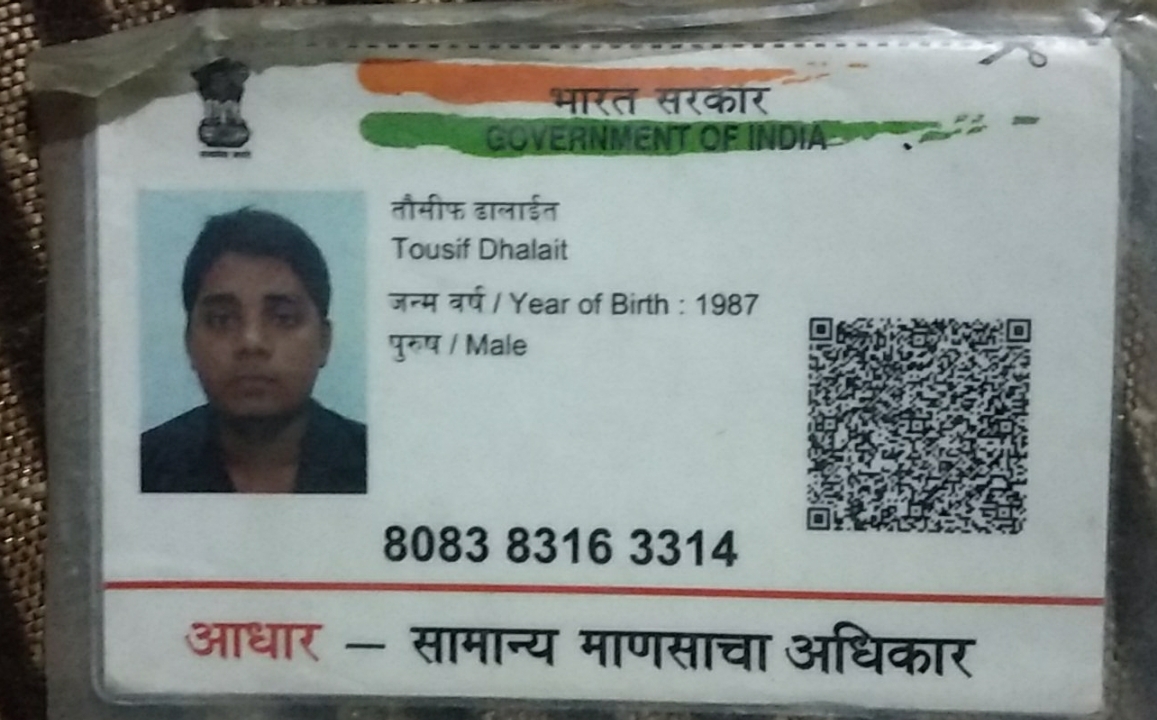 भारत सरकार
GOVERNMENT OF INDIA
तौसीफ ढालाईत
Tousif Dhalait
जन्म वर्ष / Year of Birth : 1987
पुरुष / Male
8083 8316 3314
आधार — सामान्य माणसाचा अधिकार